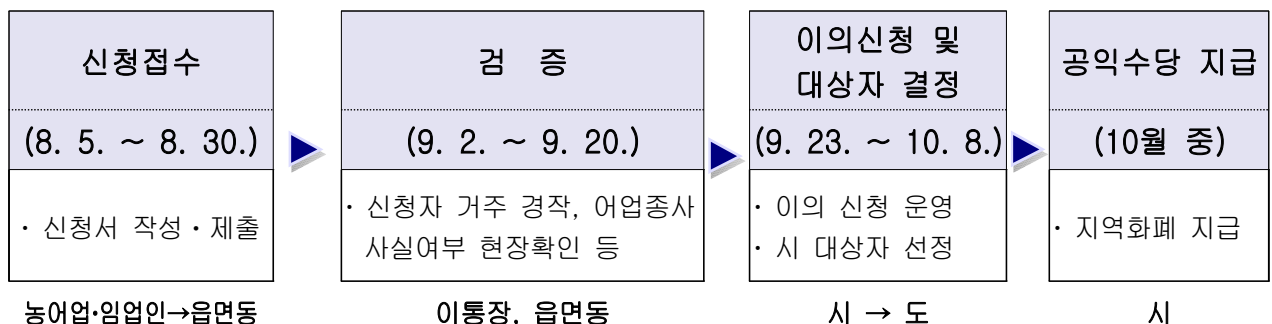 신청접수
(8. 5. ~ 8. 30.)
· 신청서 작성·제출
농어업·임업인→읍면동
검 증
(9. 2. ~ 9. 20.)
· 신청자 거주 경작, 어업종사
사실여부 현장확인 등
이통장, 읍면동
이의신청 및
대상자 결정
(9. 23. ~ 10. 8.)
· 이의 신청 운영
· 시 대상자 선정
시 → 도
공익수당 지급
(10월 중)
· 지역화폐 지급
시